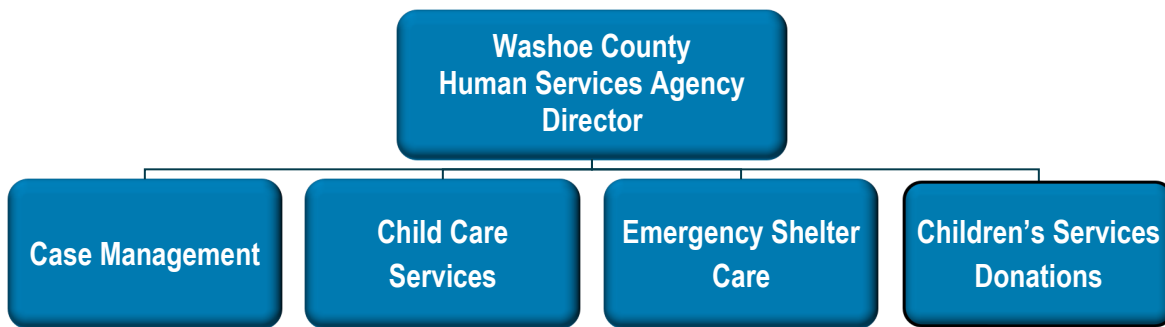 Washoe County
Human Services Agency
Director
Case Management
Child Care
Services
Emergency Shelter
Care
Children’s Services
Donations